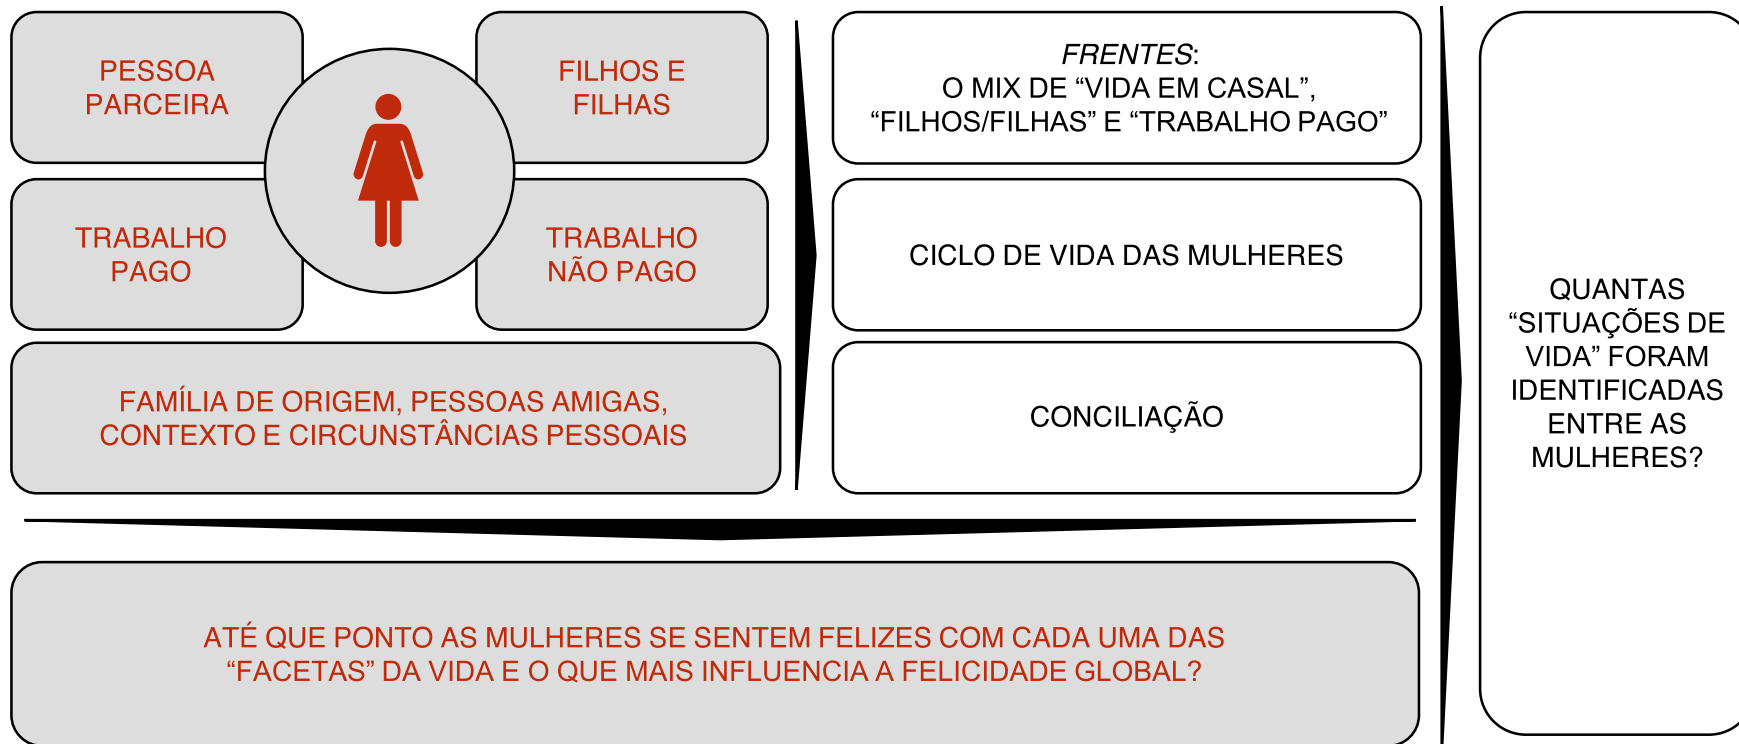 PESSOA
PARCEIRA
FILHOS E
FILHAS
TRABALHO
PAGO
TRABALHO
NÃO PAGO
FAMÍLIA DE ORIGEM, PESSOAS AMIGAS,
CONTEXTO E CIRCUNSTÂNCIAS PESSOAIS
FRENTES:
O MIX DE “VIDA EM CASAL”,
“FILHOS/FILHAS” E “TRABALHO PAGO”
CICLO DE VIDA DAS MULHERES
CONCILIAÇÃO
QUANTAS
“SITUAÇÕES DE
VIDA” FORAM
IDENTIFICADAS
ENTRE AS
MULHERES?
ATÉ QUE PONTO AS MULHERES SE SENTEM FELIZES COM CADA UMA DAS
“FACETAS” DA VIDA E O QUE MAIS INFLUENCIA A FELICIDADE GLOBAL?